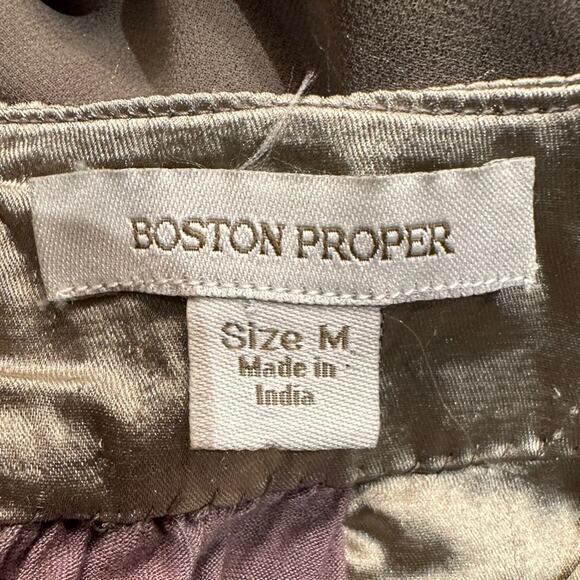 BOSTON PROPER
Size M
Made in
India